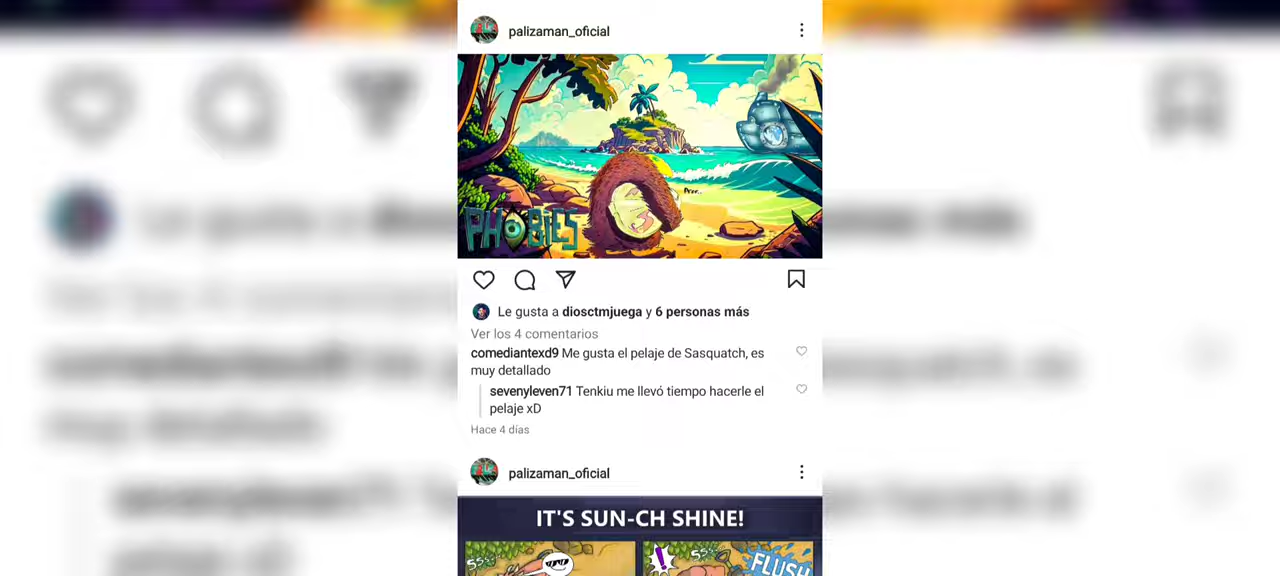 palizaman_oficial
Prrr..
PHOBIES
Le gusta a diosctmjuega y 6 personas más
Ver los 4 comentarios
comediantexd9 Me gusta el pelaje de Sasquatch, es
muy detallado
sevenyleven71 Tenkiu me llevó tiempo hacerle el
pelaje xD
Hace 4 días
palizaman_oficial
IT'S SUN-CH SHINE!
FLUSH